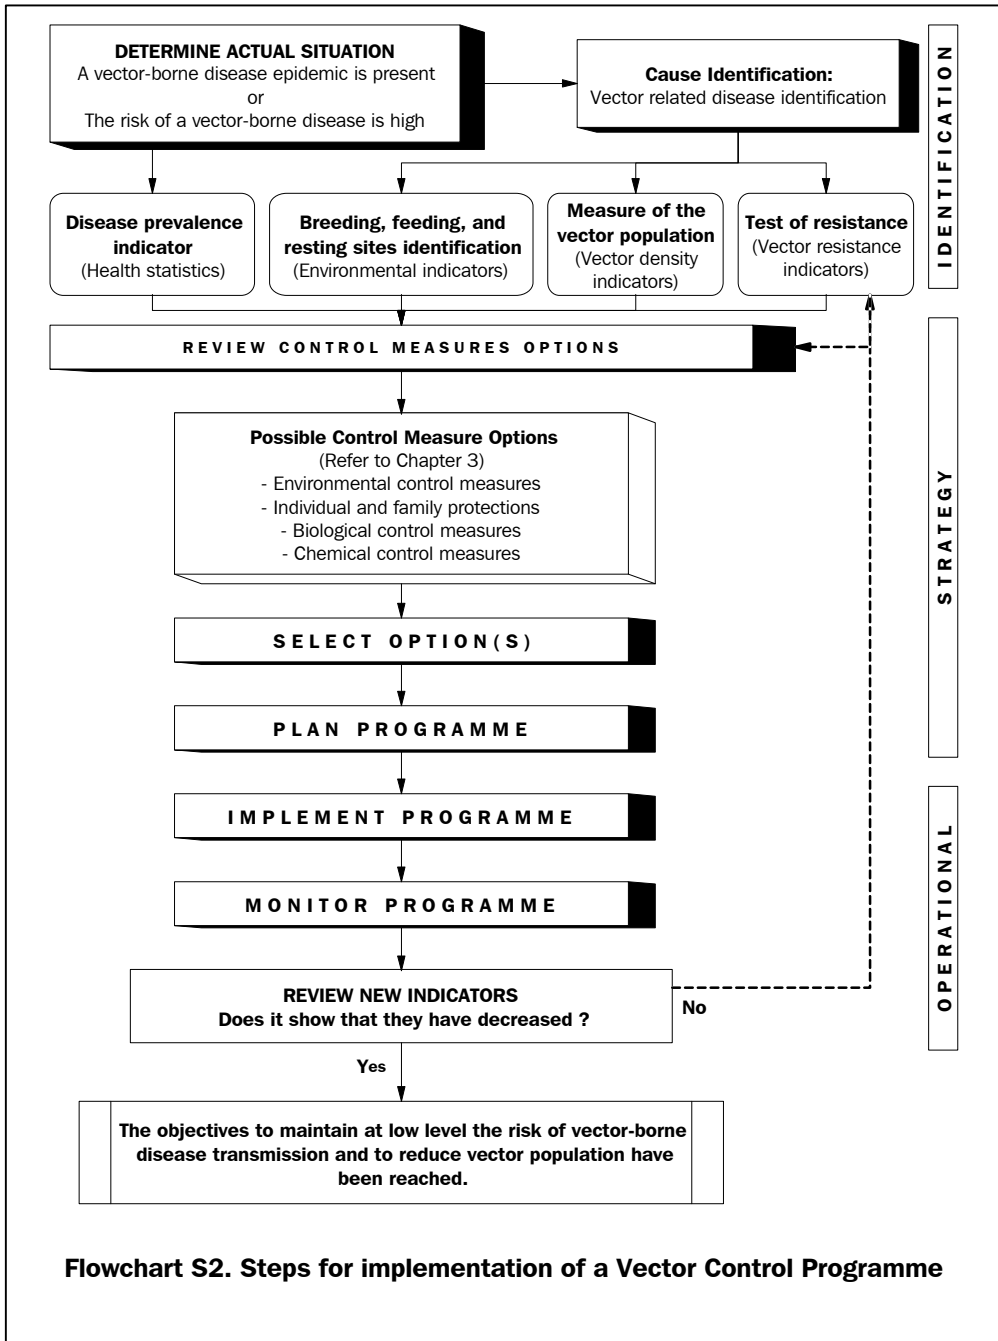 DETERMINE ACTUAL SITUATION
A vector-borne disease epidemic is present
or
The risk of a vector-borne disease is high
Cause Identification:
Vector related disease identification
IDENTIFICATION
Disease prevalence
indicator
(Health statistics)
Breeding, feeding, and
resting sites identification
(Environmental indicators)
Measure of the
vector population
(Vector density
indicators)
Test of resistance
(Vector resistance
indicators)
REVIEW CONTROL MEASURES OPTIONS
Possible Control Measure Options
(Refer to Chapter 3)
- Environmental control measures
- Individual and family protections
- Biological control measures
- Chemical control measures
STRATEGY
SELECT OPTION(S)
PLAN PROGRAMME
IMPLEMENT PROGRAMME
MONITOR PROGRAMME
OPERATIONAL
REVIEW NEW INDICATORS
Does it show that they have decreased ?
No
Yes
The objectives to maintain at low level the risk of vector-borne
disease transmission and to reduce vector population have
been reached.
Flowchart S2. Steps for implementation of a Vector Control Programme